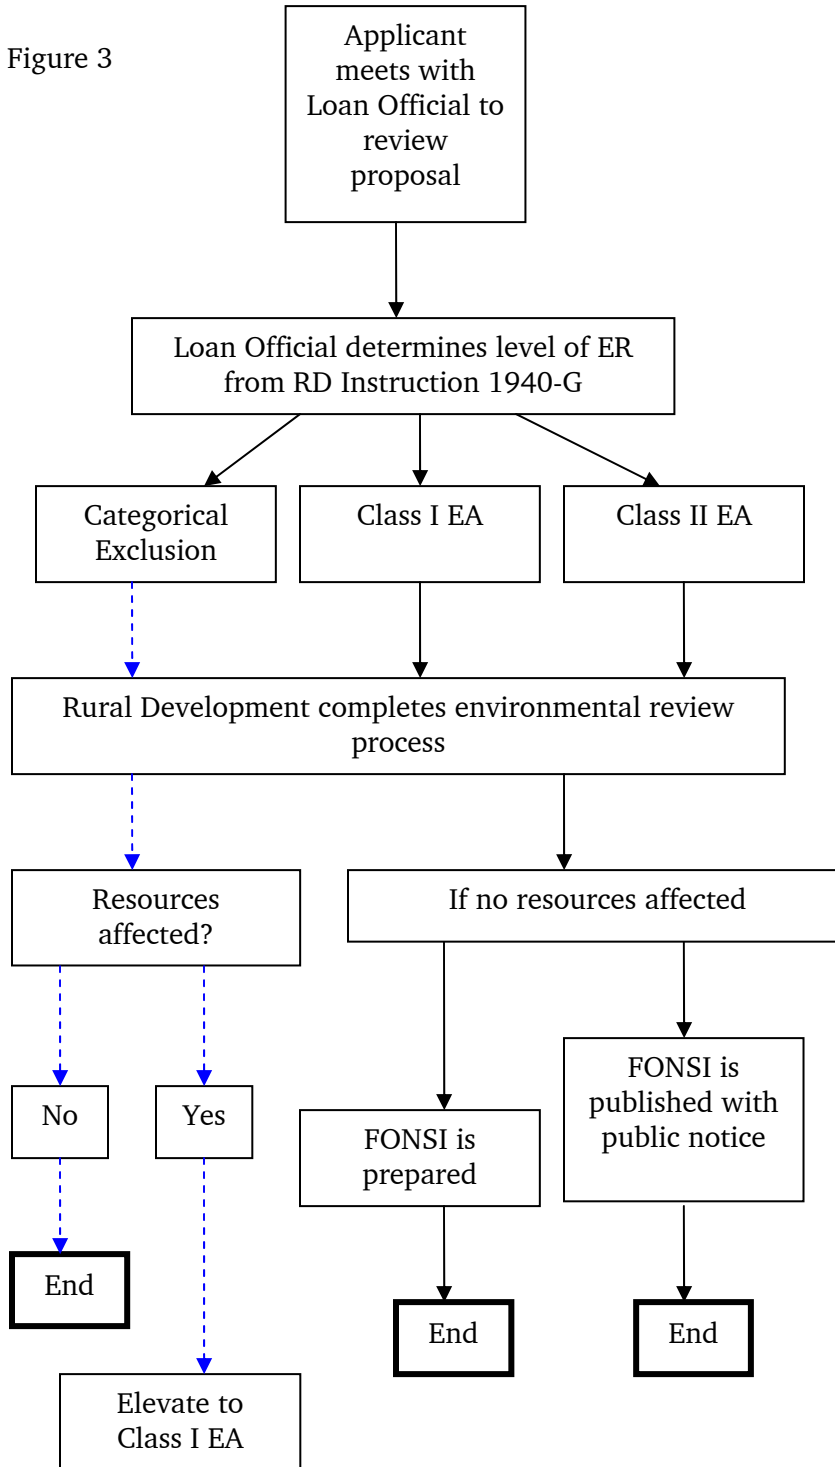 Figure 3
Applicant
meets with
Loan Official to
review
proposal
Loan Official determines level of ER
from RD Instruction 1940-G
Categorical
Exclusion
Class I EA
Class II EA
Rural Development completes environmental review
process
Resources
affected?
If no resources affected
No
Yes
FONSI is
prepared
FONSI is
published with
public notice
End
End
End
Elevate to
Class I EA